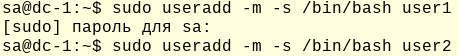 sa@dc-1:~$ sudo useradd -m -s /bin/bash user1
[sudo] пароль для sa:
sa@dc-1:~$ sudo useradd -m -s /bin/bash user2